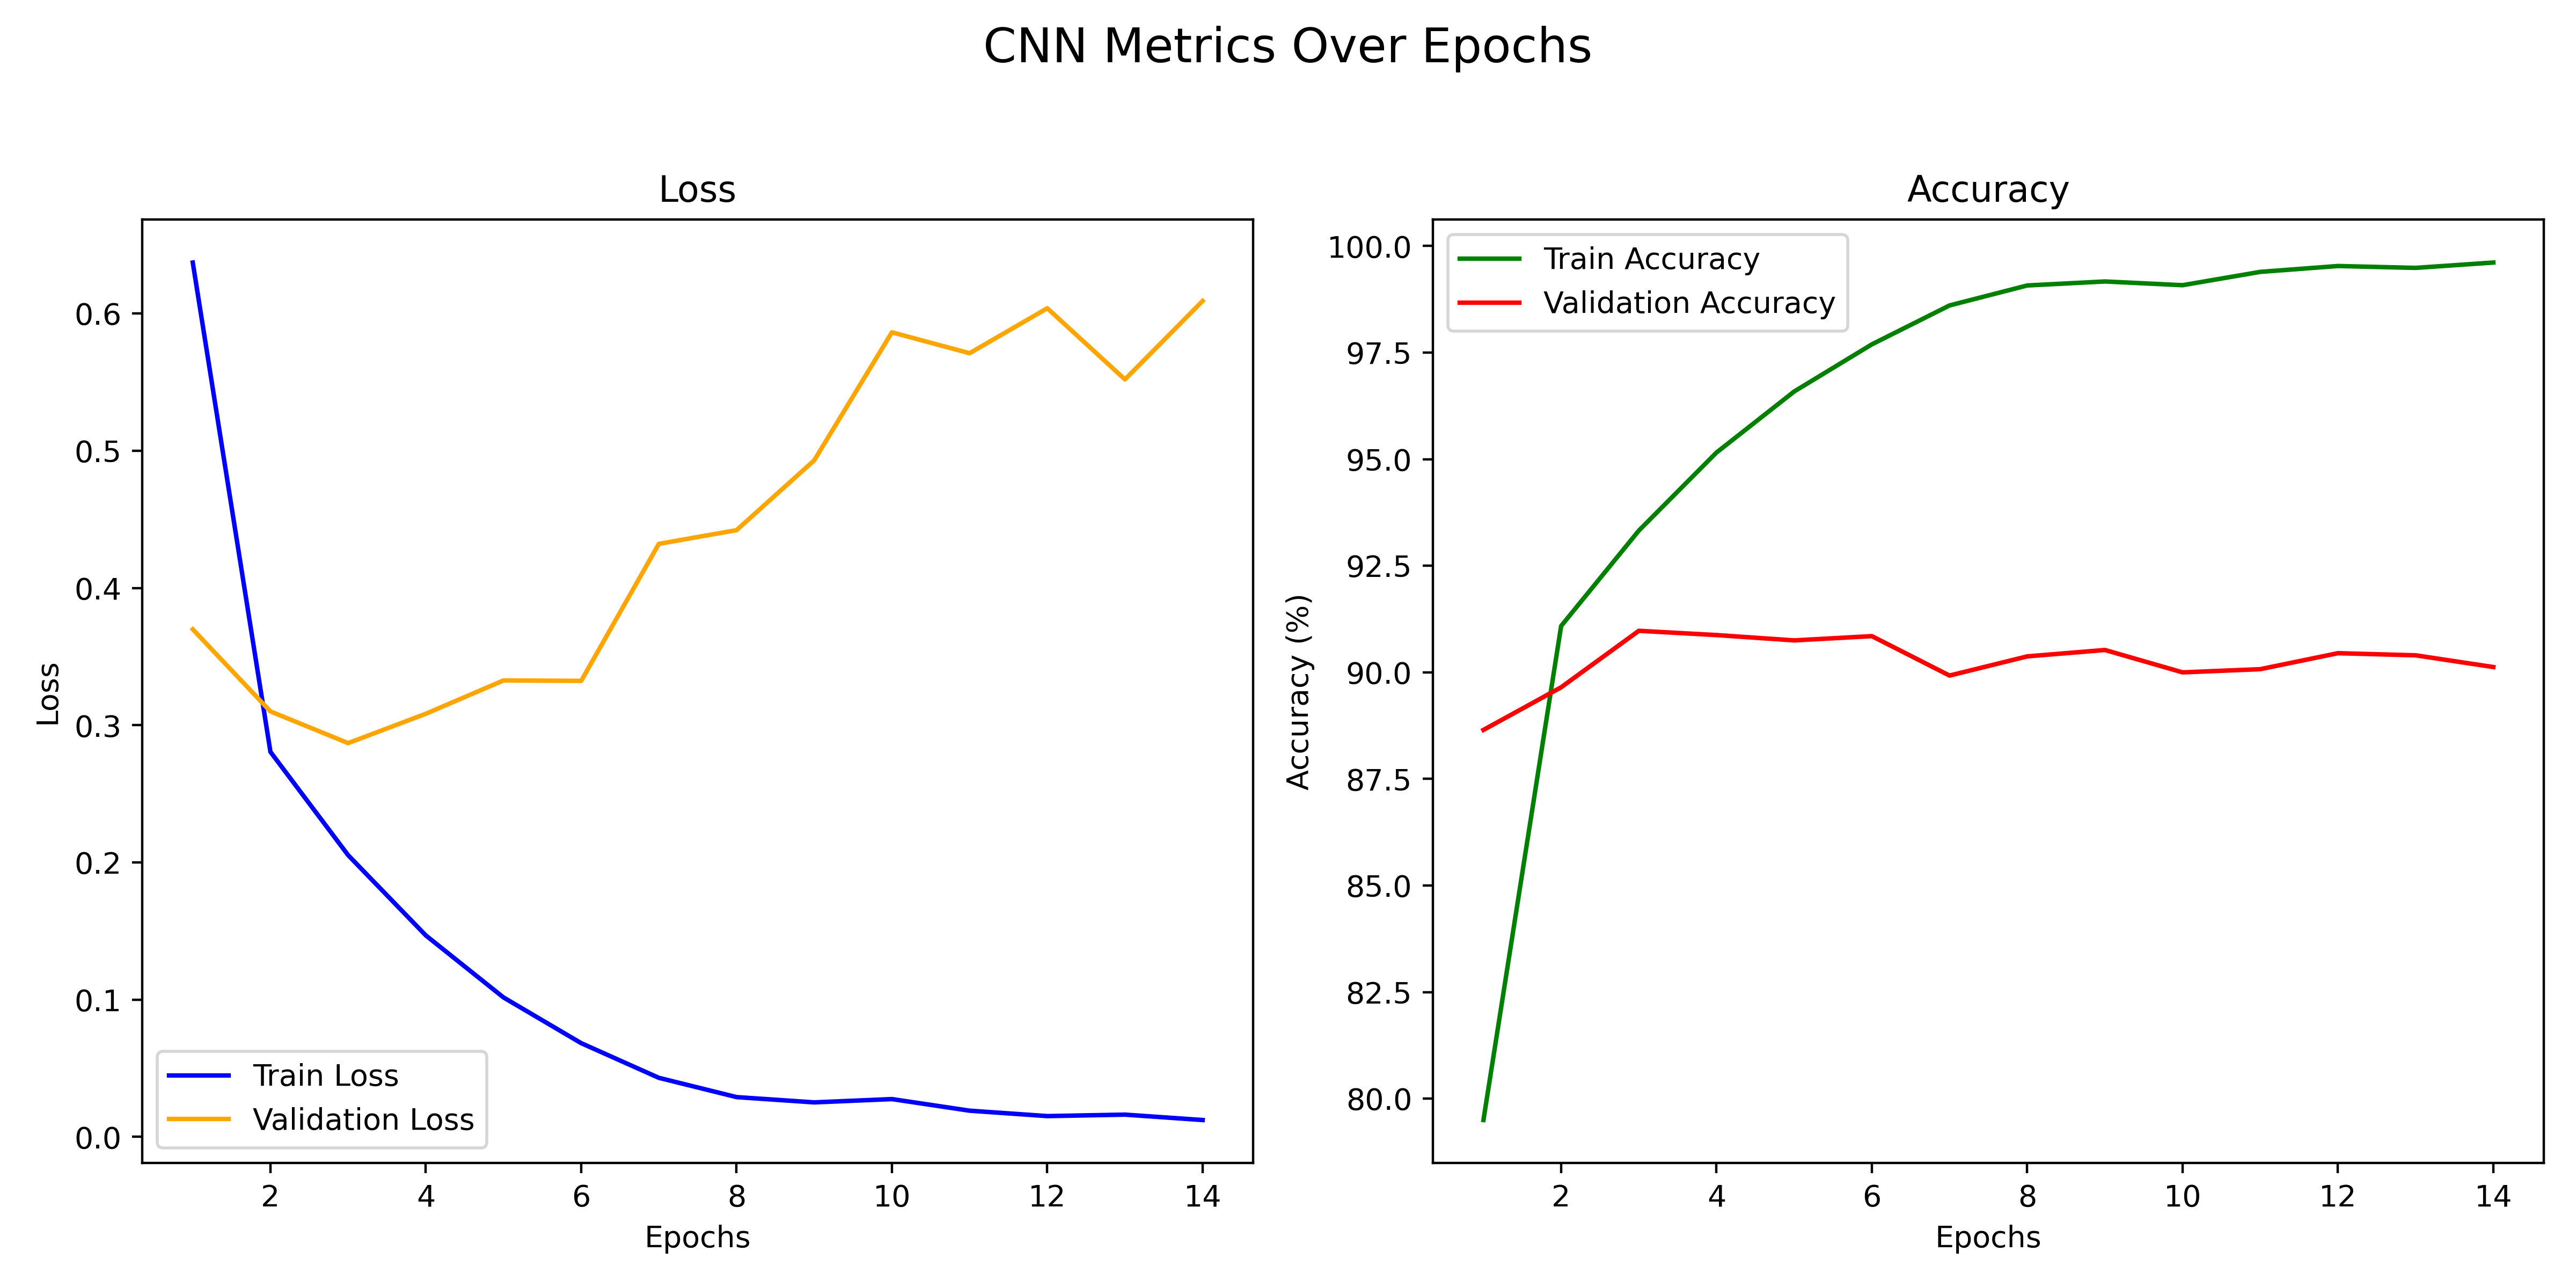 CNN Metrics Over Epochs
Loss
Loss
0.6
0.5
0.4
0.3
0.2
0.1
0.0
Train Loss
Validation Loss
2 4 6 8 10 12 14
Epochs
Accuracy
Accuracy (%)
100.0
97.5
95.0
92.5
90.0
87.5
85.0
82.5
80.0
Train Accuracy
Validation Accuracy
2 4 6 8 10 12 14
Epochs